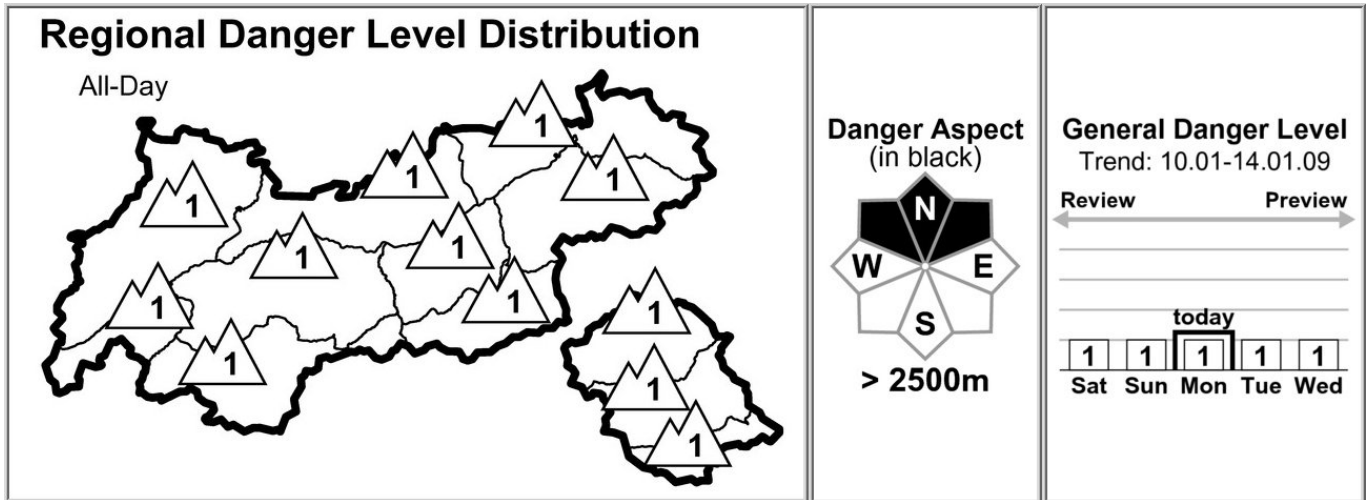 Regional Danger Level Distribution
All-Day
1
1
1
1
1
1
1
1
1
1
1
1
Danger Aspect
(in black)
N
W E
S
> 2500m
General Danger Level
Trend: 10.01-14.01.09
Review Preview
today
1 1 1 1 1
Sat Sun Mon Tue Wed